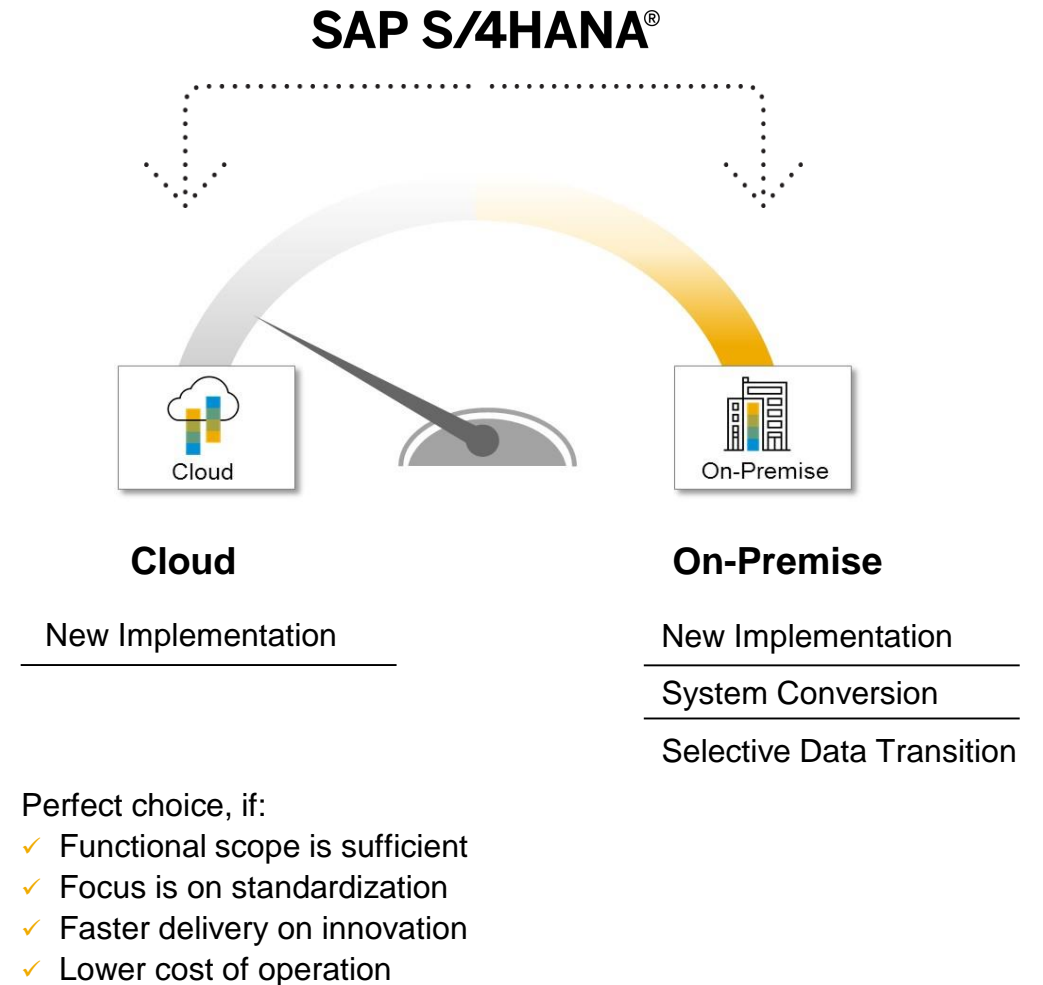 SAP S/4HANA®
Cloud
On-Premise
Cloud
On-Premise
New Implementation
New Implementation
System Conversion
Selective Data Transition
Perfect choice, if:
✓ Functional scope is sufficient
✓ Focus is on standardization
✓ Faster delivery on innovation
✓ Lower cost of operation